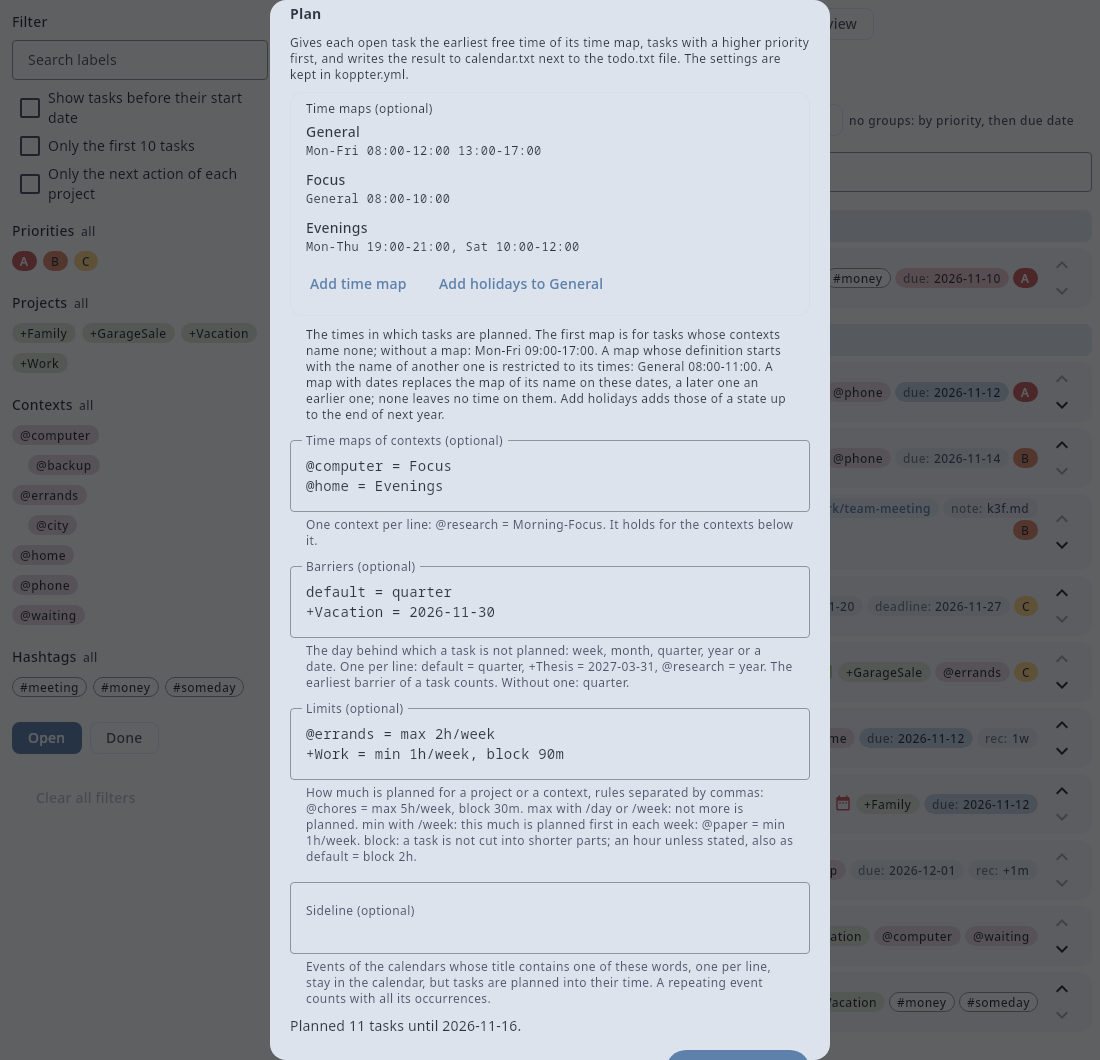 Filter
Search labels
Show tasks before their start
date
Only the first 10 tasks
Only the next action of each
project
Priorities all
A B C
Projects all
+Family +GarageSale +Vacation
+Work
Contexts all
@computer
@backup
@errands
@city
@home
@phone
@waiting
Hashtags all
#meeting #money #someday
Open Done
Clear all filters
Plan
Gives each open task the earliest free time of its time map, tasks with a higher priority
first, and writes the result to calendar.txt next to the todo.txt file. The settings are
kept in koppter.yml.
Time maps (optional)
General
Mon-Fri 08:00-12:00 13:00-17:00
Focus
General 08:00-10:00
Evenings
Mon-Thu 19:00-21:00, Sat 10:00-12:00
Add time map Add holidays to General
The times in which tasks are planned. The first map is for tasks whose contexts
name none; without a map: Mon-Fri 09:00-17:00. A map whose definition starts
with the name of another one is restricted to its times: General 08:00-11:00. A
map with dates replaces the map of its name on these dates, a later one an
earlier one; none leaves no time on them. Add holidays adds those of a state up
to the end of next year.
Time maps of contexts (optional)
@computer = Focus
@home = Evenings
One context per line: @research = Morning-Focus. It holds for the contexts below
it.
Barriers (optional)
default = quarter
+Vacation = 2026-11-30
The day behind which a task is not planned: week, month, quarter, year or a
date. One per line: default = quarter, +Thesis = 2027-03-31, @research = year. The
earliest barrier of a task counts. Without one: quarter.
Limits (optional)
@errands = max 2h/week
+Work = min 1h/week, block 90m
How much is planned for a project or a context, rules separated by commas:
@chores = max 5h/week, block 30m. max with /day or /week: not more is
planned. min with /week: this much is planned first in each week: @paper = min
1h/week. block: a task is not cut into shorter parts; an hour unless stated, also as
default = block 2h.
Sideline (optional)
Events of the calendars whose title contains one of these words, one per line,
stay in the calendar, but tasks are planned into their time. A repeating event
counts with all its occurrences.
Planned 11 tasks until 2026-11-16.
view
no groups: by priority, then due date
#money due: 2026-11-10 A
@phone due: 2026-11-12 A
@phone due: 2026-11-14 B
k/team-meeting note: k3f.md
B
1-20 deadline: 2026-11-27 C
+GarageSale @errands C
me due: 2026-11-12 rec: 1w
+Family due: 2026-11-12
p due: 2026-12-01 rec: +1m
ation @computer @waiting
acation #money #someday